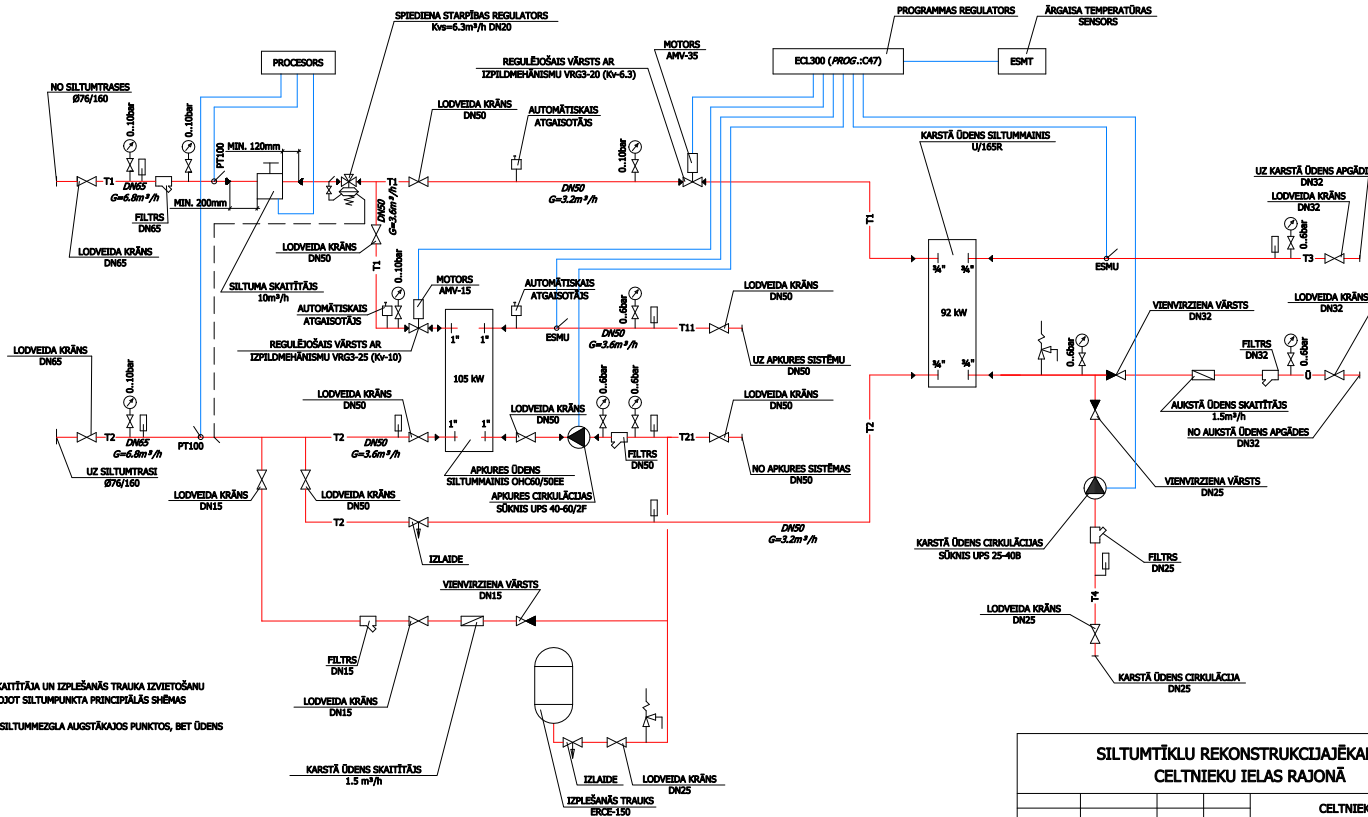 SPIEDIENA STARPĪBAS REGULATORS
Kvs=6.3m³/h DN20
PROGRAMMAS REGULATORS
ĀRGAISA TEMPERATŪRAS
SENSORS
MOTORS
AMV-35
PROCESORS
REGULĒJOŠAIS VĀRSTS AR
IZPILDMEHĀNISMU VRG3-20 (Kv-6.3)
ECL300 (PROG.:C47)
ESMT
NO SILTUMTRASES
Ø76/160
0..10bar
0..10bar
PT100
MIN. 120mm
LODVEIDA KRĀNS
DN50
AUTOMĀTISKAIS
ATGAISOTĀJS
0..10bar
KARSTĀ ŪDENS SILTUMMAINIS
U/165R
UZ KARSTĀ ŪDENS APGĀDI
DN32
LODVEIDA KRĀNS
DN32
T1
DN65
G=6.8m³/h
MIN. 200mm
FILTRS
DN65
T1
DN50
G=3.6m³/h
DN50
G=3.2m³/h
T1
0..6bar
LODVEIDA KRĀNS
DN65
LODVEIDA KRĀNS
DN50
T1
0..10bar
SILTUMA SKAITĪTĀJS
10m³/h
MOTORS
AMV-15
AUTOMĀTISKAIS
ATGAISOTĀJS
AUTOMĀTISKAIS
ATGAISOTĀJS
0..6bar
LODVEIDA KRĀNS
DN50
¾"
¾"
ESMU
T3
LODVEIDA KRĀNS
DN32
VIENVIRZIENA VĀRSTS
DN32
92 kW
REGULĒJOŠAIS VĀRSTS AR
IZPILDMEHĀNISMU VRG3-25 (Kv-10)
1"
1"
ESMU
DN50
G=3.6m³/h
T11
UZ APKURES SISTĒMU
DN50
LODVEIDA KRĀNS
DN65
0..10bar
105 kW
0..6bar
0..6bar
LODVEIDA KRĀNS
DN50
¾"
¾"
0..6bar
FILTRS
DN32
0..6bar
0
AUKSTĀ ŪDENS SKAITĪTĀJS
1.5m³/h
LODVEIDA KRĀNS
DN50
LODVEIDA KRĀNS
DN50
T2
DN65
G=6.8m³/h
PT100
T2
DN50
G=3.6m³/h
1"
1"
FILTRS
DN50
T21
T2
NO AUKSTĀ ŪDENS APGĀDES
DN32
UZ SILTUMTRASI
Ø76/160
APKURES ŪDENS
SILTUMMAINIS OHC60/50EE
NO APKURES SISTĒMAS
DN50
VIENVIRZIENA VĀRSTS
DN25
LODVEIDA KRĀNS
DN15
LODVEIDA KRĀNS
DN50
APKURES CIRKULĀCIJAS
SŪKNIS UPS 40-60/2F
T2
DN50
G=3.2m³/h
IZLAIDE
KARSTĀ ŪDENS CIRKULĀCIJAS
SŪKNIS UPS 25-40B
FILTRS
DN25
VIENVIRZIENA VĀRSTS
DN15
T4
LODVEIDA KRĀNS
DN25
FILTRS
DN15
KARSTĀ ŪDENS CIRKULĀCIJA
DN25
KAITĪTĀJA UN IZPLEŠANĀS TRAUKA IZVIETOŠANU
OJOT SILTUMPUNKTA PRINCIPIĀLĀS SHĒMAS
SILTUMMEZGLA AUGSTĀKAJOS PUNKTOS, BET ŪDENS
LODVEIDA KRĀNS
DN15
KARSTĀ ŪDENS SKAITĪTĀJS
1.5 m³/h
IZLAIDE
LODVEIDA KRĀNS
DN25
IZPLEŠANĀS TRAUKS
ERCE-150
SILTUMTĪKLU REKONSTRUKCIJAJĒKA
CELTNIEKU IELAS RAJONĀ
CELTNIEK